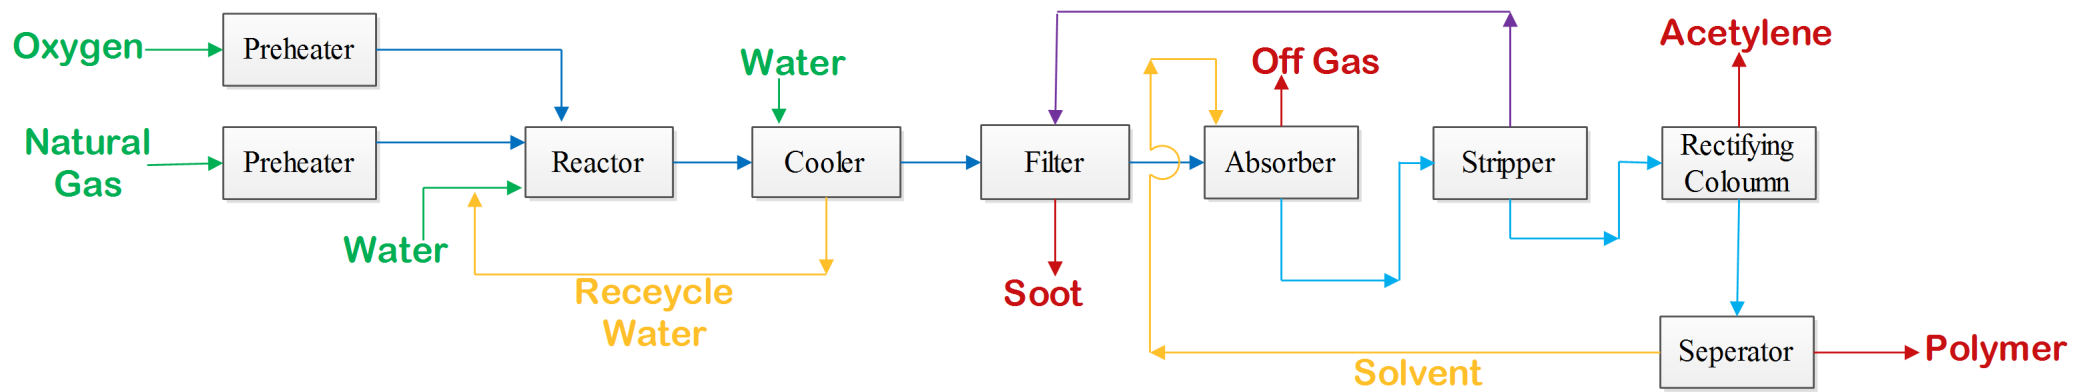 Oxygen
Preheater
Natural
Gas
Preheater
Water
Reactor
Water
Cooler
Receycle
Water
Filter
Soot
Absorber
Off Gas
Stripper
Acetylene
Rectifying
Coloumn
Seperator
Solvent
Polymer